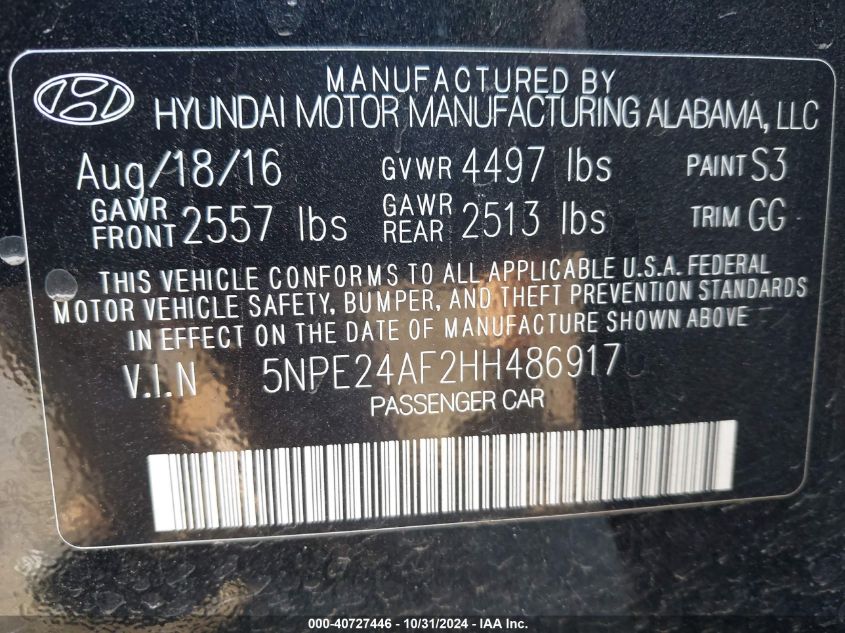 MANUFACTURED BY
HYUNDAI MOTOR MANUFACTURING ALABAMA, LLC
Aug/18/16 GVWR 4497 lbs PAINT S3
GAWR FRONT 2557 lbs GAWR REAR 2513 lbs TRIM GG
THIS VEHICLE CONFORMS TO ALL APPLICABLE U.S.A. FEDERAL
MOTOR VEHICLE SAFETY, BUMPER, AND THEFT PREVENTION STANDARDS
IN EFFECT ON THE DATE OF MANUFACTURE SHOWN ABOVE
V.I.N 5NPE24AF2HH486917
PASSENGER CAR
000-40727446 - 10/31/2024 - IAA Inc.